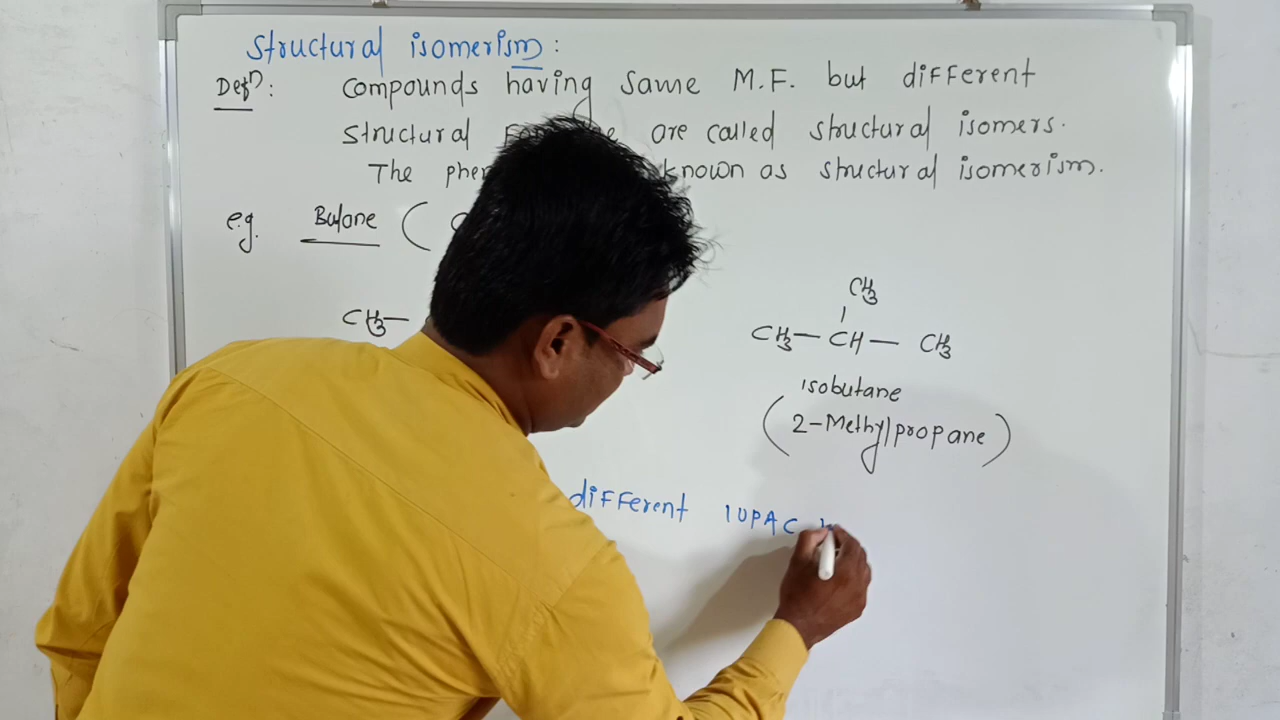 Structural isomerism :
Defⁿ : Compounds having same M.F. but different
structural are called structural isomers.
The known as structural isomerism.
e.g. Butane (
CH₃—
CH₃
CH₃— CH — CH₃
isobutane
(2-Methylpropane)
different IUPAC